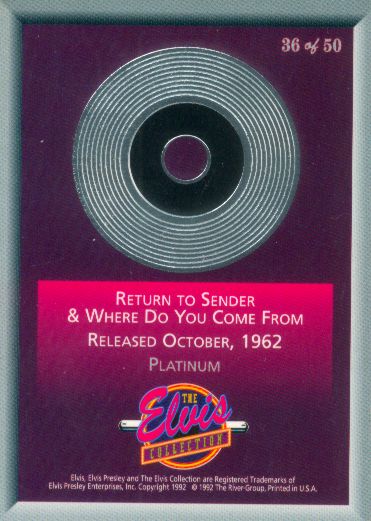 36 of 50
RETURN TO SENDER
& WHERE DO YOU COME FROM
RELEASED OCTOBER, 1962
PLATINUM
THE
Elvis
COLLECTION
Elvis, Elvis Presley and The Elvis Collection are Registered Trademarks of
Elvis Presley Enterprises, Inc. Copyright 1992 © 1992 The River-Group, Printed in U.S.A.